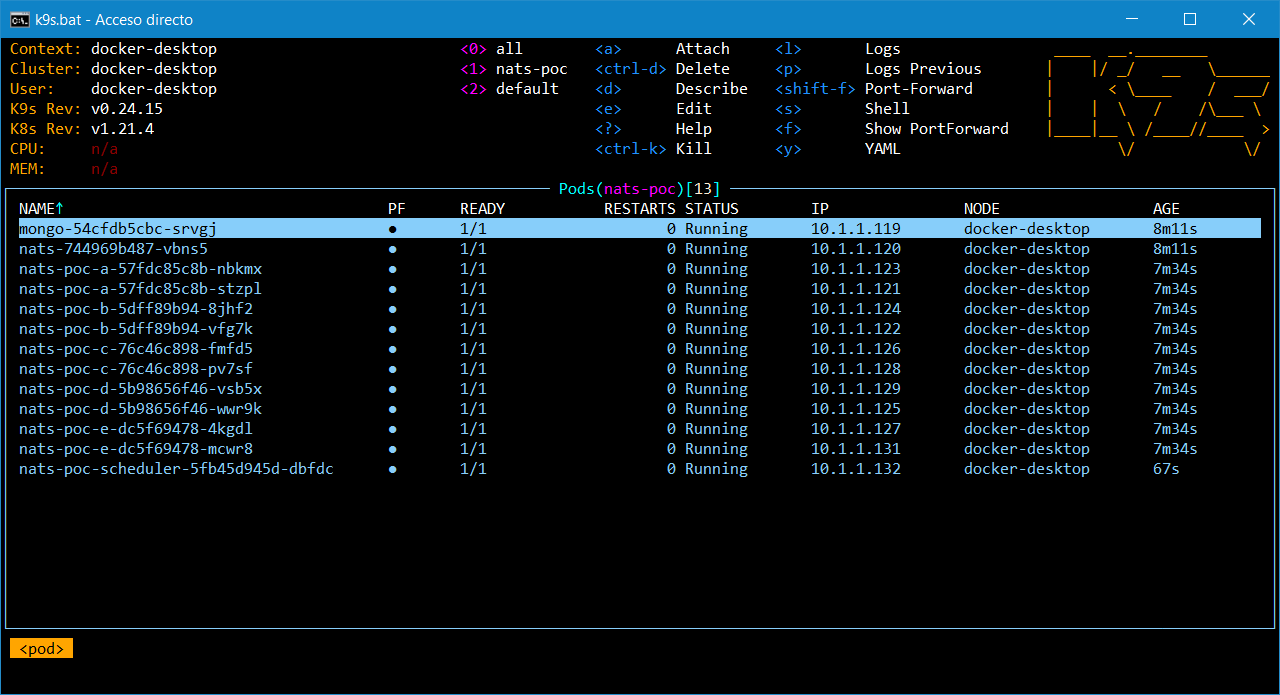 k9s.bat - Acceso directo
Context: docker-desktop <0> all <a> Attach <l> Logs
Cluster: docker-desktop <1> nats-poc <ctrl-d> Delete <p> Logs Previous
User: docker-desktop <2> default <d> Describe <shift-f> Port-Forward
K9s Rev: v0.24.15 <e> Edit <s> Shell
K8s Rev: v1.21.4 <?> Help <f> Show PortForward
CPU: n/a <ctrl-k> Kill <y> YAML
MEM: n/a
K9s
Pods(nats-poc)[13]
NAME↑ PF READY RESTARTS STATUS IP NODE AGE
mongo-54cfdb5cbc-srvgj ● 1/1 0 Running 10.1.1.119 docker-desktop 8m11s
nats-744969b487-vbns5 ● 1/1 0 Running 10.1.1.120 docker-desktop 8m11s
nats-poc-a-57fdc85c8b-nbkmx ● 1/1 0 Running 10.1.1.123 docker-desktop 7m34s
nats-poc-a-57fdc85c8b-stzpl ● 1/1 0 Running 10.1.1.121 docker-desktop 7m34s
nats-poc-b-5dff89b94-8jhf2 ● 1/1 0 Running 10.1.1.124 docker-desktop 7m34s
nats-poc-b-5dff89b94-vfg7k ● 1/1 0 Running 10.1.1.122 docker-desktop 7m34s
nats-poc-c-76c46c898-fmfd5 ● 1/1 0 Running 10.1.1.126 docker-desktop 7m34s
nats-poc-c-76c46c898-pv7sf ● 1/1 0 Running 10.1.1.128 docker-desktop 7m34s
nats-poc-d-5b98656f46-vsb5x ● 1/1 0 Running 10.1.1.129 docker-desktop 7m34s
nats-poc-d-5b98656f46-wwr9k ● 1/1 0 Running 10.1.1.125 docker-desktop 7m34s
nats-poc-e-dc5f69478-4kgdl ● 1/1 0 Running 10.1.1.127 docker-desktop 7m34s
nats-poc-e-dc5f69478-mcwr8 ● 1/1 0 Running 10.1.1.131 docker-desktop 7m34s
nats-poc-scheduler-5fb45d945d-dbfdc ● 1/1 0 Running 10.1.1.132 docker-desktop 67s
<pod>